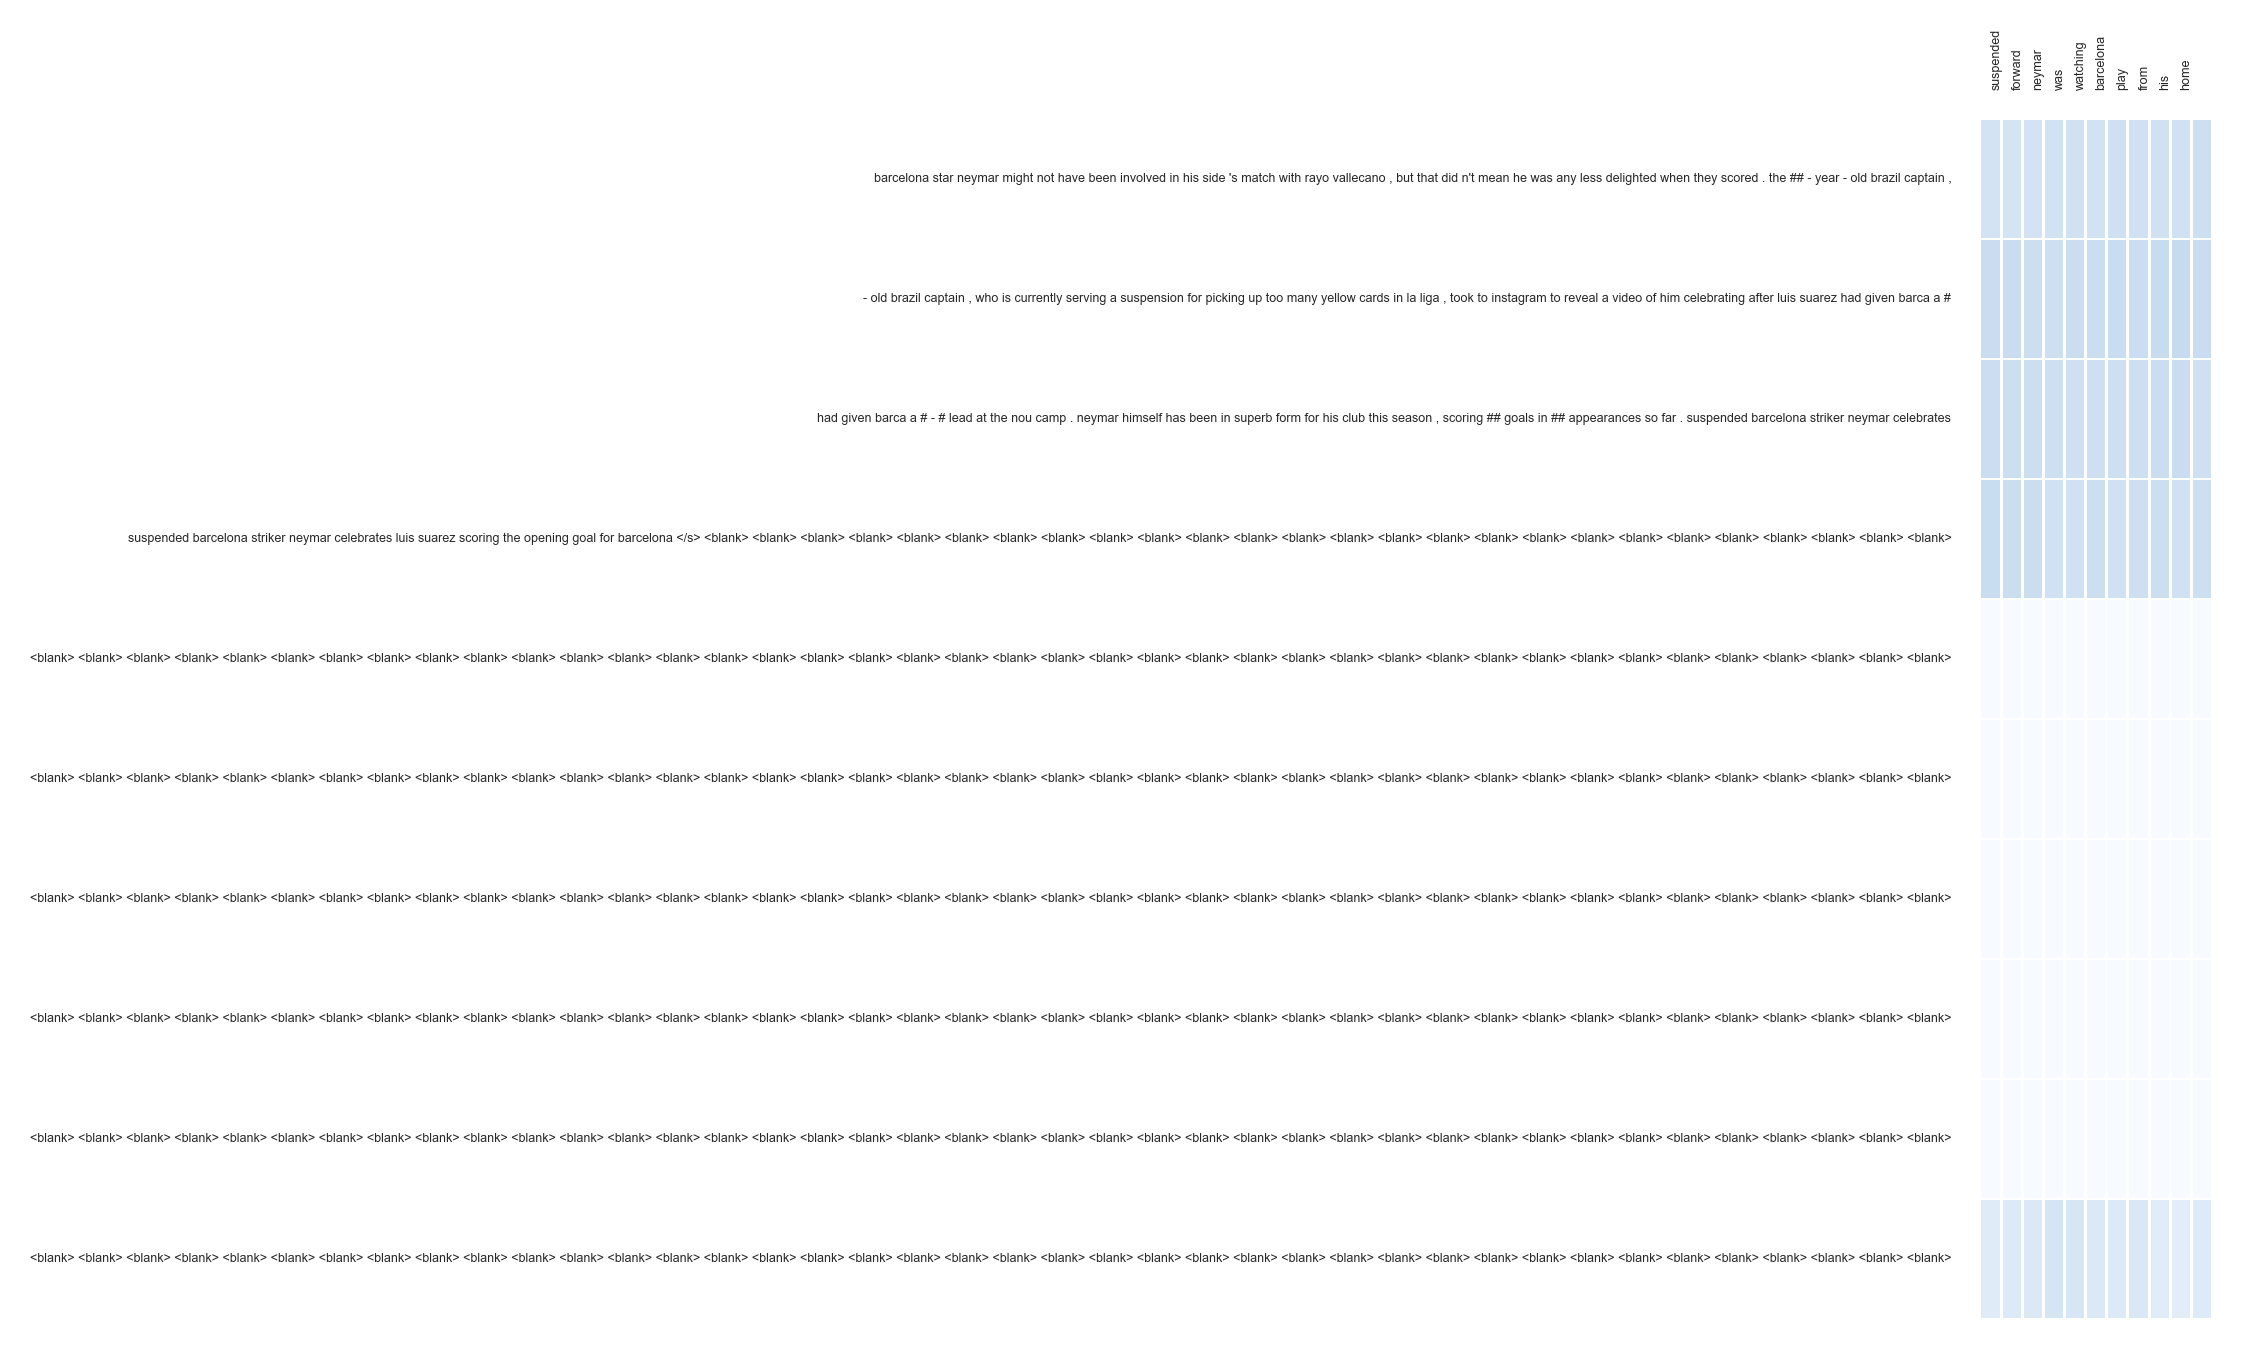 suspended
forward
neymar
was
watching
barcelona
play
from
his
home
barcelona star neymar might not have been involved in his side 's match with rayo vallecano , but that did n't mean he was any less delighted when they scored . the ## - year - old brazil captain ,
- old brazil captain , who is currently serving a suspension for picking up too many yellow cards in la liga , took to instagram to reveal a video of him celebrating after luis suarez had given barca a #
had given barca a # - # lead at the nou camp . neymar himself has been in superb form for his club this season , scoring ## goals in ## appearances so far . suspended barcelona striker neymar celebrates
suspended barcelona striker neymar celebrates luis suarez scoring the opening goal for barcelona </s> <blank> <blank> <blank> <blank> <blank> <blank> <blank> <blank> <blank> <blank> <blank> <blank> <blank> <blank> <blank> <blank> <blank> <blank> <blank> <blank> <blank> <blank> <blank> <blank> <blank> <blank>
<blank> <blank> <blank> <blank> <blank> <blank> <blank> <blank> <blank> <blank> <blank> <blank> <blank> <blank> <blank> <blank> <blank> <blank> <blank> <blank> <blank> <blank> <blank> <blank> <blank> <blank> <blank> <blank> <blank> <blank> <blank> <blank> <blank> <blank> <blank> <blank> <blank> <blank> <blank> <blank>
<blank> <blank> <blank> <blank> <blank> <blank> <blank> <blank> <blank> <blank> <blank> <blank> <blank> <blank> <blank> <blank> <blank> <blank> <blank> <blank> <blank> <blank> <blank> <blank> <blank> <blank> <blank> <blank> <blank> <blank> <blank> <blank> <blank> <blank> <blank> <blank> <blank> <blank> <blank> <blank>
<blank> <blank> <blank> <blank> <blank> <blank> <blank> <blank> <blank> <blank> <blank> <blank> <blank> <blank> <blank> <blank> <blank> <blank> <blank> <blank> <blank> <blank> <blank> <blank> <blank> <blank> <blank> <blank> <blank> <blank> <blank> <blank> <blank> <blank> <blank> <blank> <blank> <blank> <blank> <blank>
<blank> <blank> <blank> <blank> <blank> <blank> <blank> <blank> <blank> <blank> <blank> <blank> <blank> <blank> <blank> <blank> <blank> <blank> <blank> <blank> <blank> <blank> <blank> <blank> <blank> <blank> <blank> <blank> <blank> <blank> <blank> <blank> <blank> <blank> <blank> <blank> <blank> <blank> <blank> <blank>
<blank> <blank> <blank> <blank> <blank> <blank> <blank> <blank> <blank> <blank> <blank> <blank> <blank> <blank> <blank> <blank> <blank> <blank> <blank> <blank> <blank> <blank> <blank> <blank> <blank> <blank> <blank> <blank> <blank> <blank> <blank> <blank> <blank> <blank> <blank> <blank> <blank> <blank> <blank> <blank>
<blank> <blank> <blank> <blank> <blank> <blank> <blank> <blank> <blank> <blank> <blank> <blank> <blank> <blank> <blank> <blank> <blank> <blank> <blank> <blank> <blank> <blank> <blank> <blank> <blank> <blank> <blank> <blank> <blank> <blank> <blank> <blank> <blank> <blank> <blank> <blank> <blank> <blank> <blank> <blank>